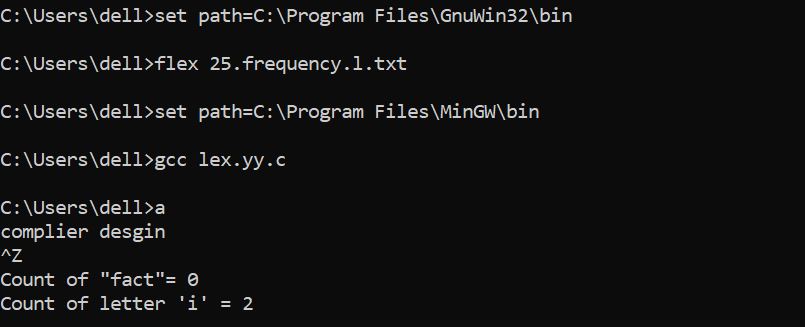 C:\Users\dell>set path=C:\Program Files\GnuWin32\bin
C:\Users\dell>flex 25.frequency.l.txt
C:\Users\dell>set path=C:\Program Files\MinGW\bin
C:\Users\dell>gcc lex.yy.c
C:\Users\dell>a
complier desgin
^Z
Count of "fact"= 0
Count of letter 'i' = 2